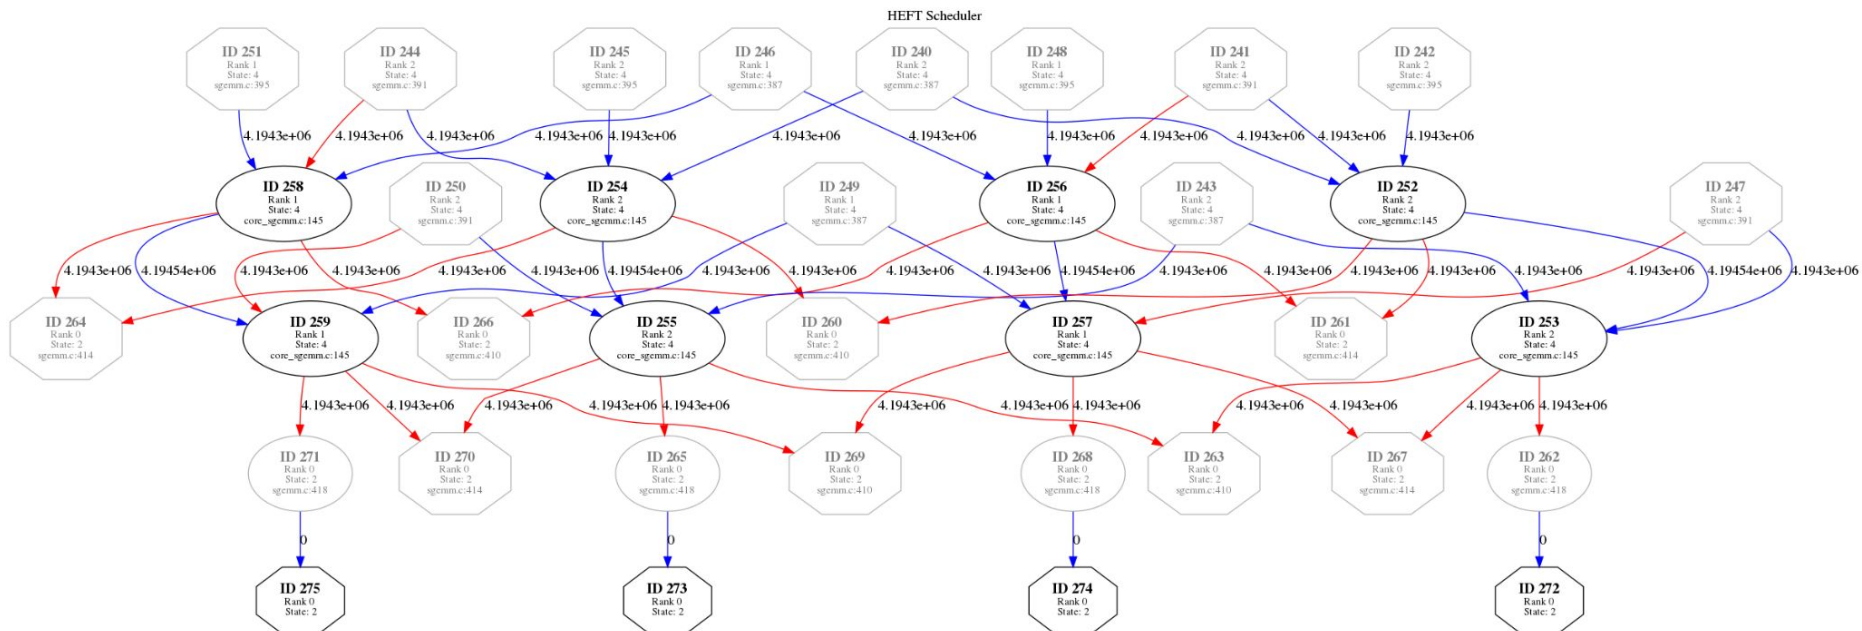 HEFT Scheduler
ID 251
Rank 1
State: 4
sgemm.c:395
ID 244
Rank 2
State: 4
sgemm.c:391
ID 245
Rank 2
State: 4
sgemm.c:395
ID 246
Rank 1
State: 4
sgemm.c:387
ID 240
Rank 2
State: 4
sgemm.c:387
ID 248
Rank 1
State: 4
sgemm.c:395
ID 241
Rank 2
State: 4
sgemm.c:391
ID 242
Rank 2
State: 4
sgemm.c:395
4.1943e+06
4.1943e+06
4.1943e+06
4.1943e+06
4.1943e+06
4.1943e+06
4.1943e+06
4.1943e+06
4.1943e+06
4.1943e+06
4.1943e+06
4.1943e+06
ID 258
Rank 1
State: 4
core_sgemm.c:145
ID 250
Rank 2
State: 4
sgemm.c:391
ID 254
Rank 2
State: 4
core_sgemm.c:145
ID 249
Rank 1
State: 4
sgemm.c:387
ID 256
Rank 1
State: 4
core_sgemm.c:145
ID 243
Rank 2
State: 4
sgemm.c:387
ID 252
Rank 2
State: 4
core_sgemm.c:145
ID 247
Rank 2
State: 4
sgemm.c:391
4.1943e+06
4.19454e+06
4.1943e+06
4.1943e+06
4.1943e+06
4.1943e+06
4.19454e+06
4.1943e+06
4.1943e+06
4.1943e+06
4.1943e+06
4.19454e+06
4.1943e+06
4.1943e+06
4.1943e+06
4.1943e+06
4.1943e+06
4.1943e+06
4.19454e+06
4.1943e+06
ID 264
Rank 0
State: 2
sgemm.c:414
ID 259
Rank 1
State: 4
core_sgemm.c:145
ID 266
Rank 0
State: 2
sgemm.c:410
ID 255
Rank 2
State: 4
core_sgemm.c:145
ID 260
Rank 0
State: 2
sgemm.c:410
ID 257
Rank 1
State: 4
core_sgemm.c:145
ID 261
Rank 0
State: 2
sgemm.c:414
ID 253
Rank 2
State: 4
core_sgemm.c:145
4.1943e+06
4.1943e+06
4.1943e+06
4.1943e+06
4.1943e+06
4.1943e+06
4.1943e+06
4.1943e+06
4.1943e+06
4.1943e+06
4.1943e+06
4.1943e+06
ID 271
Rank 0
State: 2
sgemm.c:418
ID 270
Rank 0
State: 2
sgemm.c:414
ID 265
Rank 0
State: 2
sgemm.c:418
ID 269
Rank 0
State: 2
sgemm.c:410
ID 268
Rank 0
State: 2
sgemm.c:418
ID 263
Rank 0
State: 2
sgemm.c:410
ID 267
Rank 0
State: 2
sgemm.c:414
ID 262
Rank 0
State: 2
sgemm.c:418
0
0
0
0
ID 275
Rank 0
State: 2
ID 273
Rank 0
State: 2
ID 274
Rank 0
State: 2
ID 272
Rank 0
State: 2